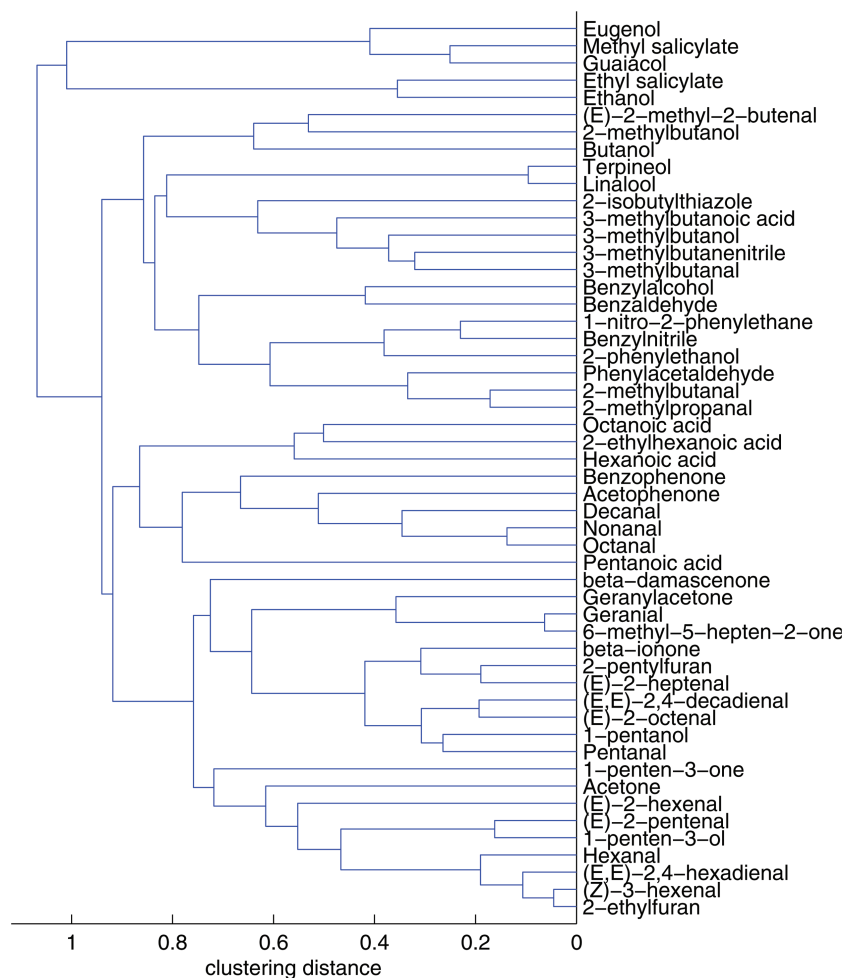 Eugenol
Methyl salicylate
Guaiacol
Ethyl salicylate
Ethanol
(E)−2−methyl−2−butenal
2−methylbutanol
Butanol
Terpineol
Linalool
2−isobutylthiazole
3−methylbutanoic acid
3−methylbutanol
3−methylbutanenitrile
3−methylbutanal
Benzylalcohol
Benzaldehyde
1−nitro−2−phenylethane
Benzylnitrile
2−phenylethanol
Phenylacetaldehyde
2−methylbutanal
2−methylpropanal
Octanoic acid
2−ethylhexanoic acid
Hexanoic acid
Benzophenone
Acetophenone
Decanal
Nonanal
Octanal
Pentanoic acid
beta−damascenone
Geranylacetone
Geranial
6−methyl−5−hepten−2−one
beta−ionone
2−pentylfuran
(E)−2−heptenal
(E,E)−2,4−decadienal
(E)−2−octenal
1−pentanol
Pentanal
1−penten−3−one
Acetone
(E)−2−hexenal
(E)−2−pentenal
1−penten−3−ol
Hexanal
(E,E)−2,4−hexadienal
(Z)−3−hexenal
2−ethylfuran
1 0.8 0.6 0.4 0.2 0
clustering distance